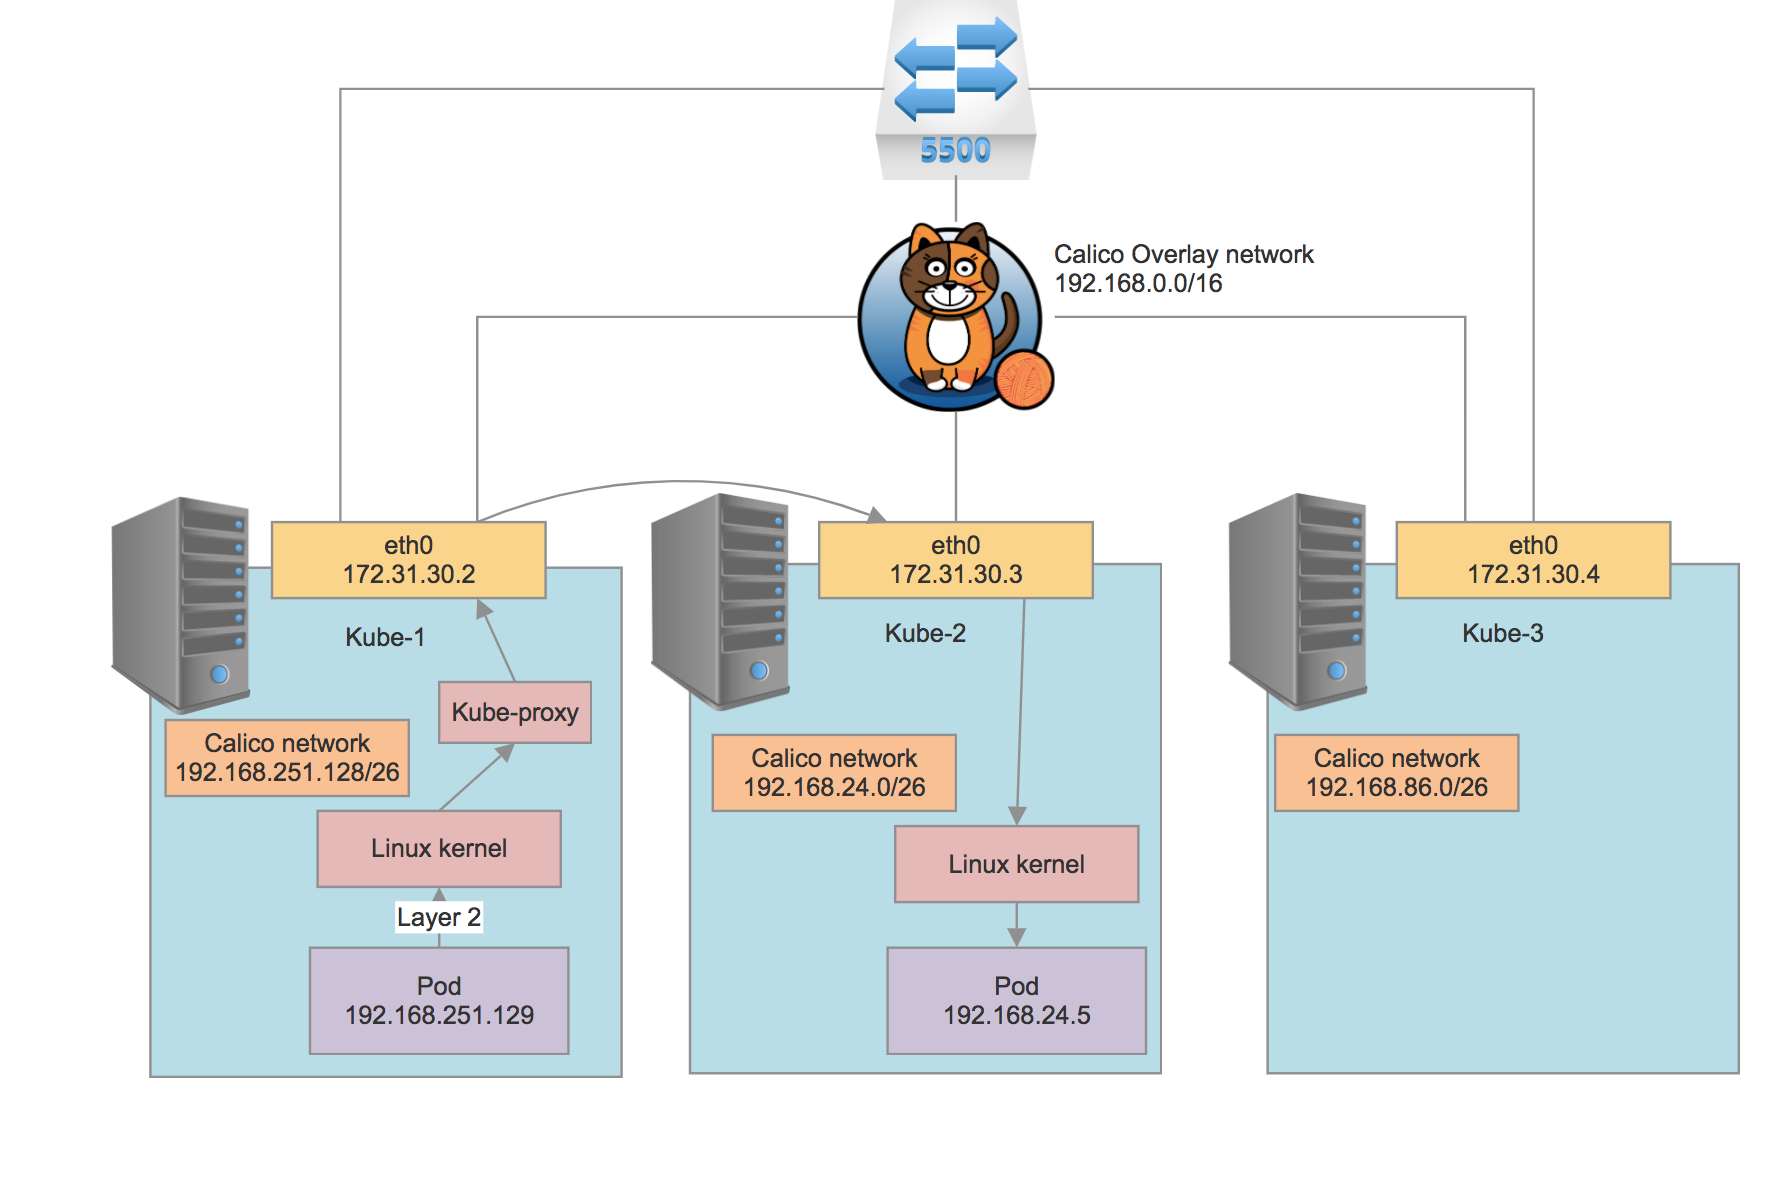 5500
Calico Overlay network
192.168.0.0/16
eth0
172.31.30.2
Kube-1
Kube-proxy
Calico network
192.168.251.128/26
Linux kernel
Layer 2
Pod
192.168.251.129
eth0
172.31.30.3
Kube-2
Calico network
192.168.24.0/26
Linux kernel
Pod
192.168.24.5
eth0
172.31.30.4
Kube-3
Calico network
192.168.86.0/26